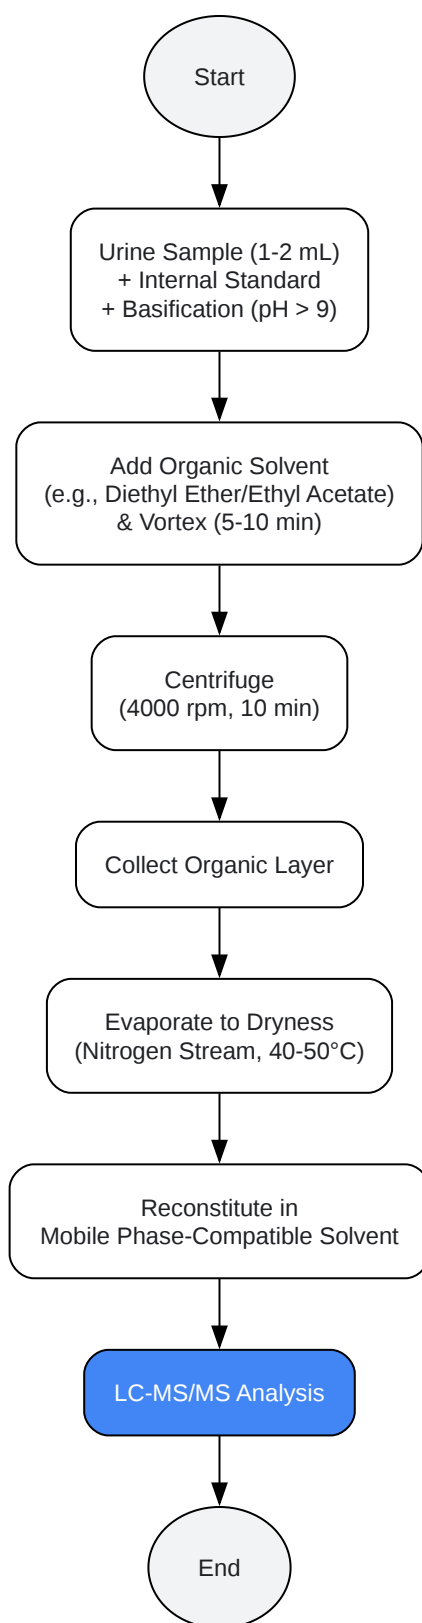 Start
Urine Sample (1-2 mL)
+ Internal Standard
+ Basification (pH > 9)
Add Organic Solvent
(e.g., Diethyl Ether/Ethyl Acetate)
& Vortex (5-10 min)
Centrifuge
(4000 rpm, 10 min)
Collect Organic Layer
Evaporate to Dryness
(Nitrogen Stream, 40-50°C)
Reconstitute in
Mobile Phase-Compatible Solvent
LC-MS/MS Analysis
End